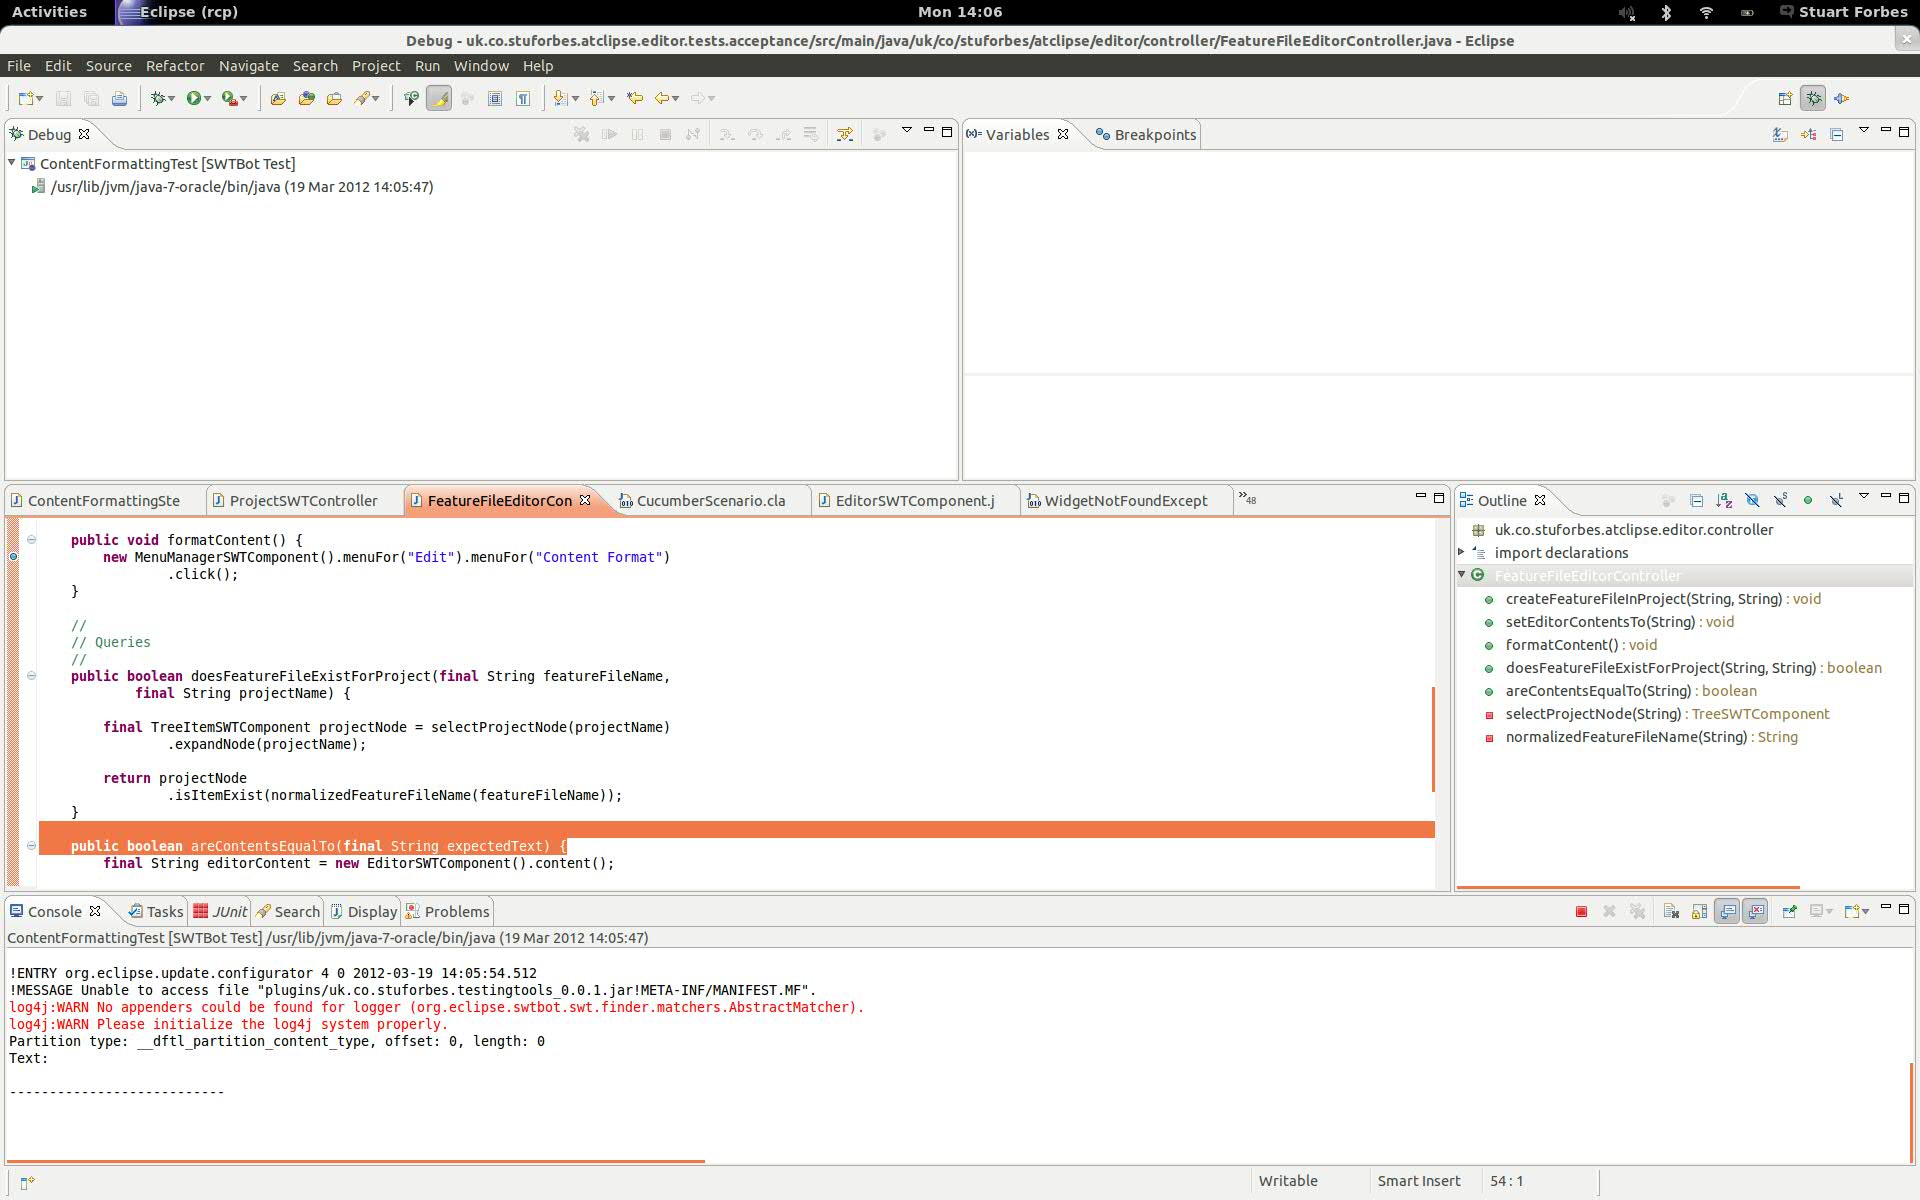 Activities Eclipse (rcp) Mon 14:06 Stuart Forbes
Debug - uk.co.stuforbes.atclipse.editor.tests.acceptance/src/main/java/uk/co/stuforbes/atclipse/editor/controller/FeatureFileEditorController.java - Eclipse
File Edit Source Refactor Navigate Search Project Run Window Help
Debug
Variables Breakpoints
ContentFormattingTest [SWTBot Test]
/usr/lib/jvm/java-7-oracle/bin/java (19 Mar 2012 14:05:47)
ContentFormattingSte ProjectSWTController FeatureFileEditorCon CucumberScenario.cla EditorSWTComponent.j WidgetNotFoundExcept »48
public void formatContent() {
new MenuManagerSWTComponent().menuFor("Edit").menuFor("Content Format")
.click();
}
//
// Queries
//
public boolean doesFeatureFileExistForProject(final String featureFileName,
final String projectName) {
final TreeItemSWTComponent projectNode = selectProjectNode(projectName)
.expandNode(projectName);
return projectNode
.isItemExist(normalizedFeatureFileName(featureFileName));
}
public boolean areContentsEqualTo(final String expectedText) {
final String editorContent = new EditorSWTComponent().content();
Outline
uk.co.stuforbes.atclipse.editor.controller
import declarations
FeatureFileEditorController
createFeatureFileInProject(String, String) : void
setEditorContentsTo(String) : void
formatContent() : void
doesFeatureFileExistForProject(String, String) : boolean
areContentsEqualTo(String) : boolean
selectProjectNode(String) : TreeSWTComponent
normalizedFeatureFileName(String) : String
Console Tasks JUnit Search Display Problems
ContentFormattingTest [SWTBot Test] /usr/lib/jvm/java-7-oracle/bin/java (19 Mar 2012 14:05:47)
!ENTRY org.eclipse.update.configurator 4 0 2012-03-19 14:05:54.512
!MESSAGE Unable to access file "plugins/uk.co.stuforbes.testingtools_0.0.1.jar!META-INF/MANIFEST.MF".
log4j:WARN No appenders could be found for logger (org.eclipse.swtbot.swt.finder.matchers.AbstractMatcher).
log4j:WARN Please initialize the log4j system properly.
Partition type: __dftl_partition_content_type, offset: 0, length: 0
Text:
---------------------------
Writable Smart Insert 54 : 1